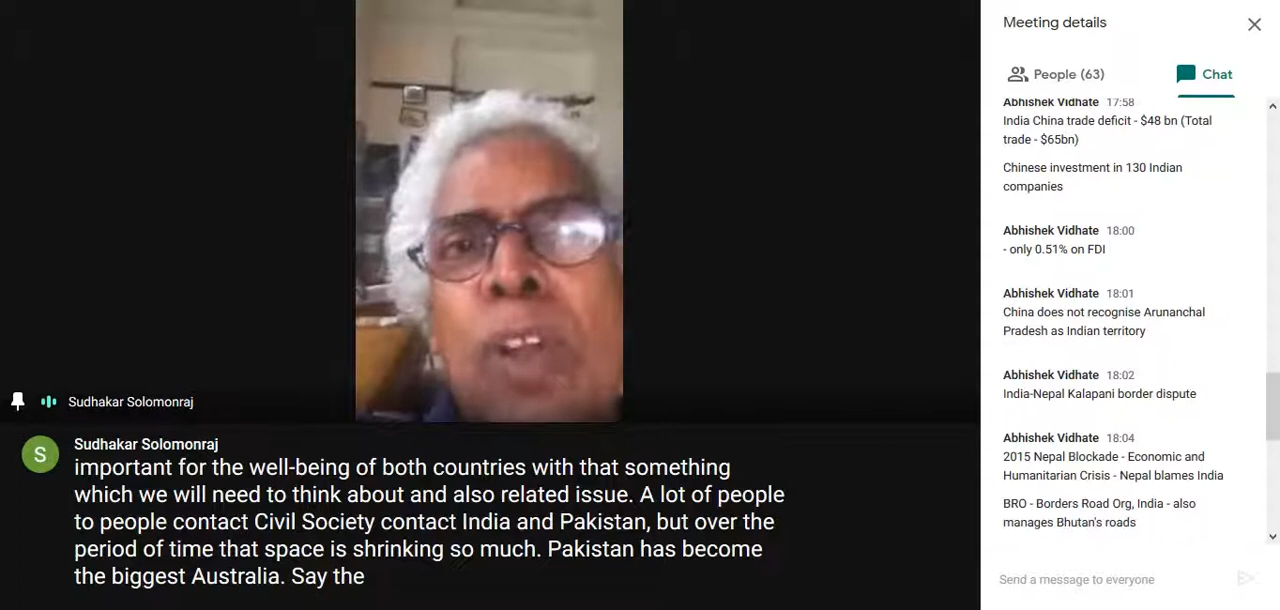 Meeting details
People (63)
Chat
Abhishek Vidhate 17:58
India China trade deficit - $48 bn (Total
trade - $65bn)
Chinese investment in 130 Indian
companies
Abhishek Vidhate 18:00
- only 0.51% on FDI
Abhishek Vidhate 18:01
China does not recognise Arunanchal
Pradesh as Indian territory
Abhishek Vidhate 18:02
India-Nepal Kalapani border dispute
Abhishek Vidhate 18:04
2015 Nepal Blockade - Economic and
Humanitarian Crisis - Nepal blames India
BRO - Borders Road Org, India - also
manages Bhutan's roads
Send a message to everyone
Sudhakar Solomonraj
S
Sudhakar Solomonraj
important for the well-being of both countries with that something
which we will need to think about and also related issue. A lot of people
to people contact Civil Society contact India and Pakistan, but over the
period of time that space is shrinking so much. Pakistan has become
the biggest Australia. Say the